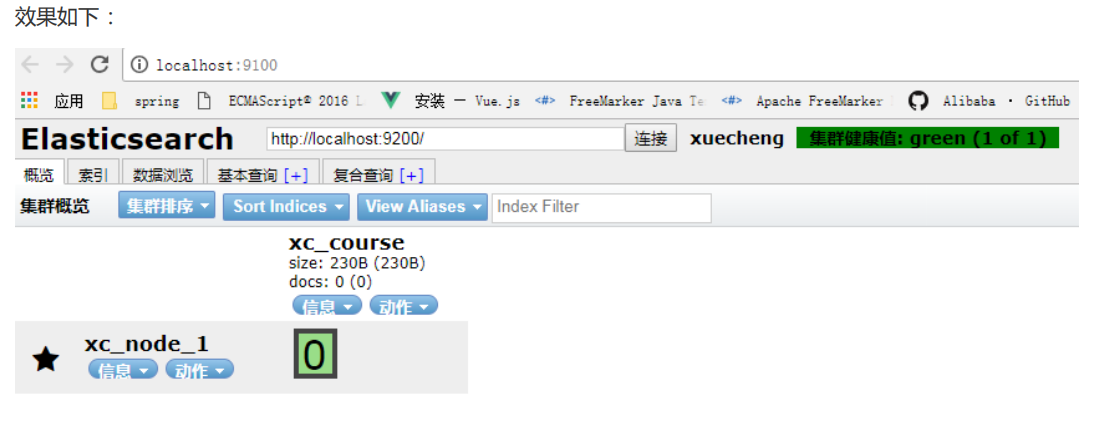 效果如下：
localhost:9100
应用 spring ECMAScript® 2016 安装 — Vue.js FreeMarker Java Te Apache FreeMarker Alibaba · GitHub
Elasticsearch http://localhost:9200/ 连接 xuecheng 集群健康值: green (1 of 1)
概览 索引 数据浏览 基本查询 [+] 复合查询 [+]
集群概览 集群排序 Sort Indices View Aliases Index Filter
xc_course
size: 230B (230B)
docs: 0 (0)
信息 动作
xc_node_1 0
信息 动作